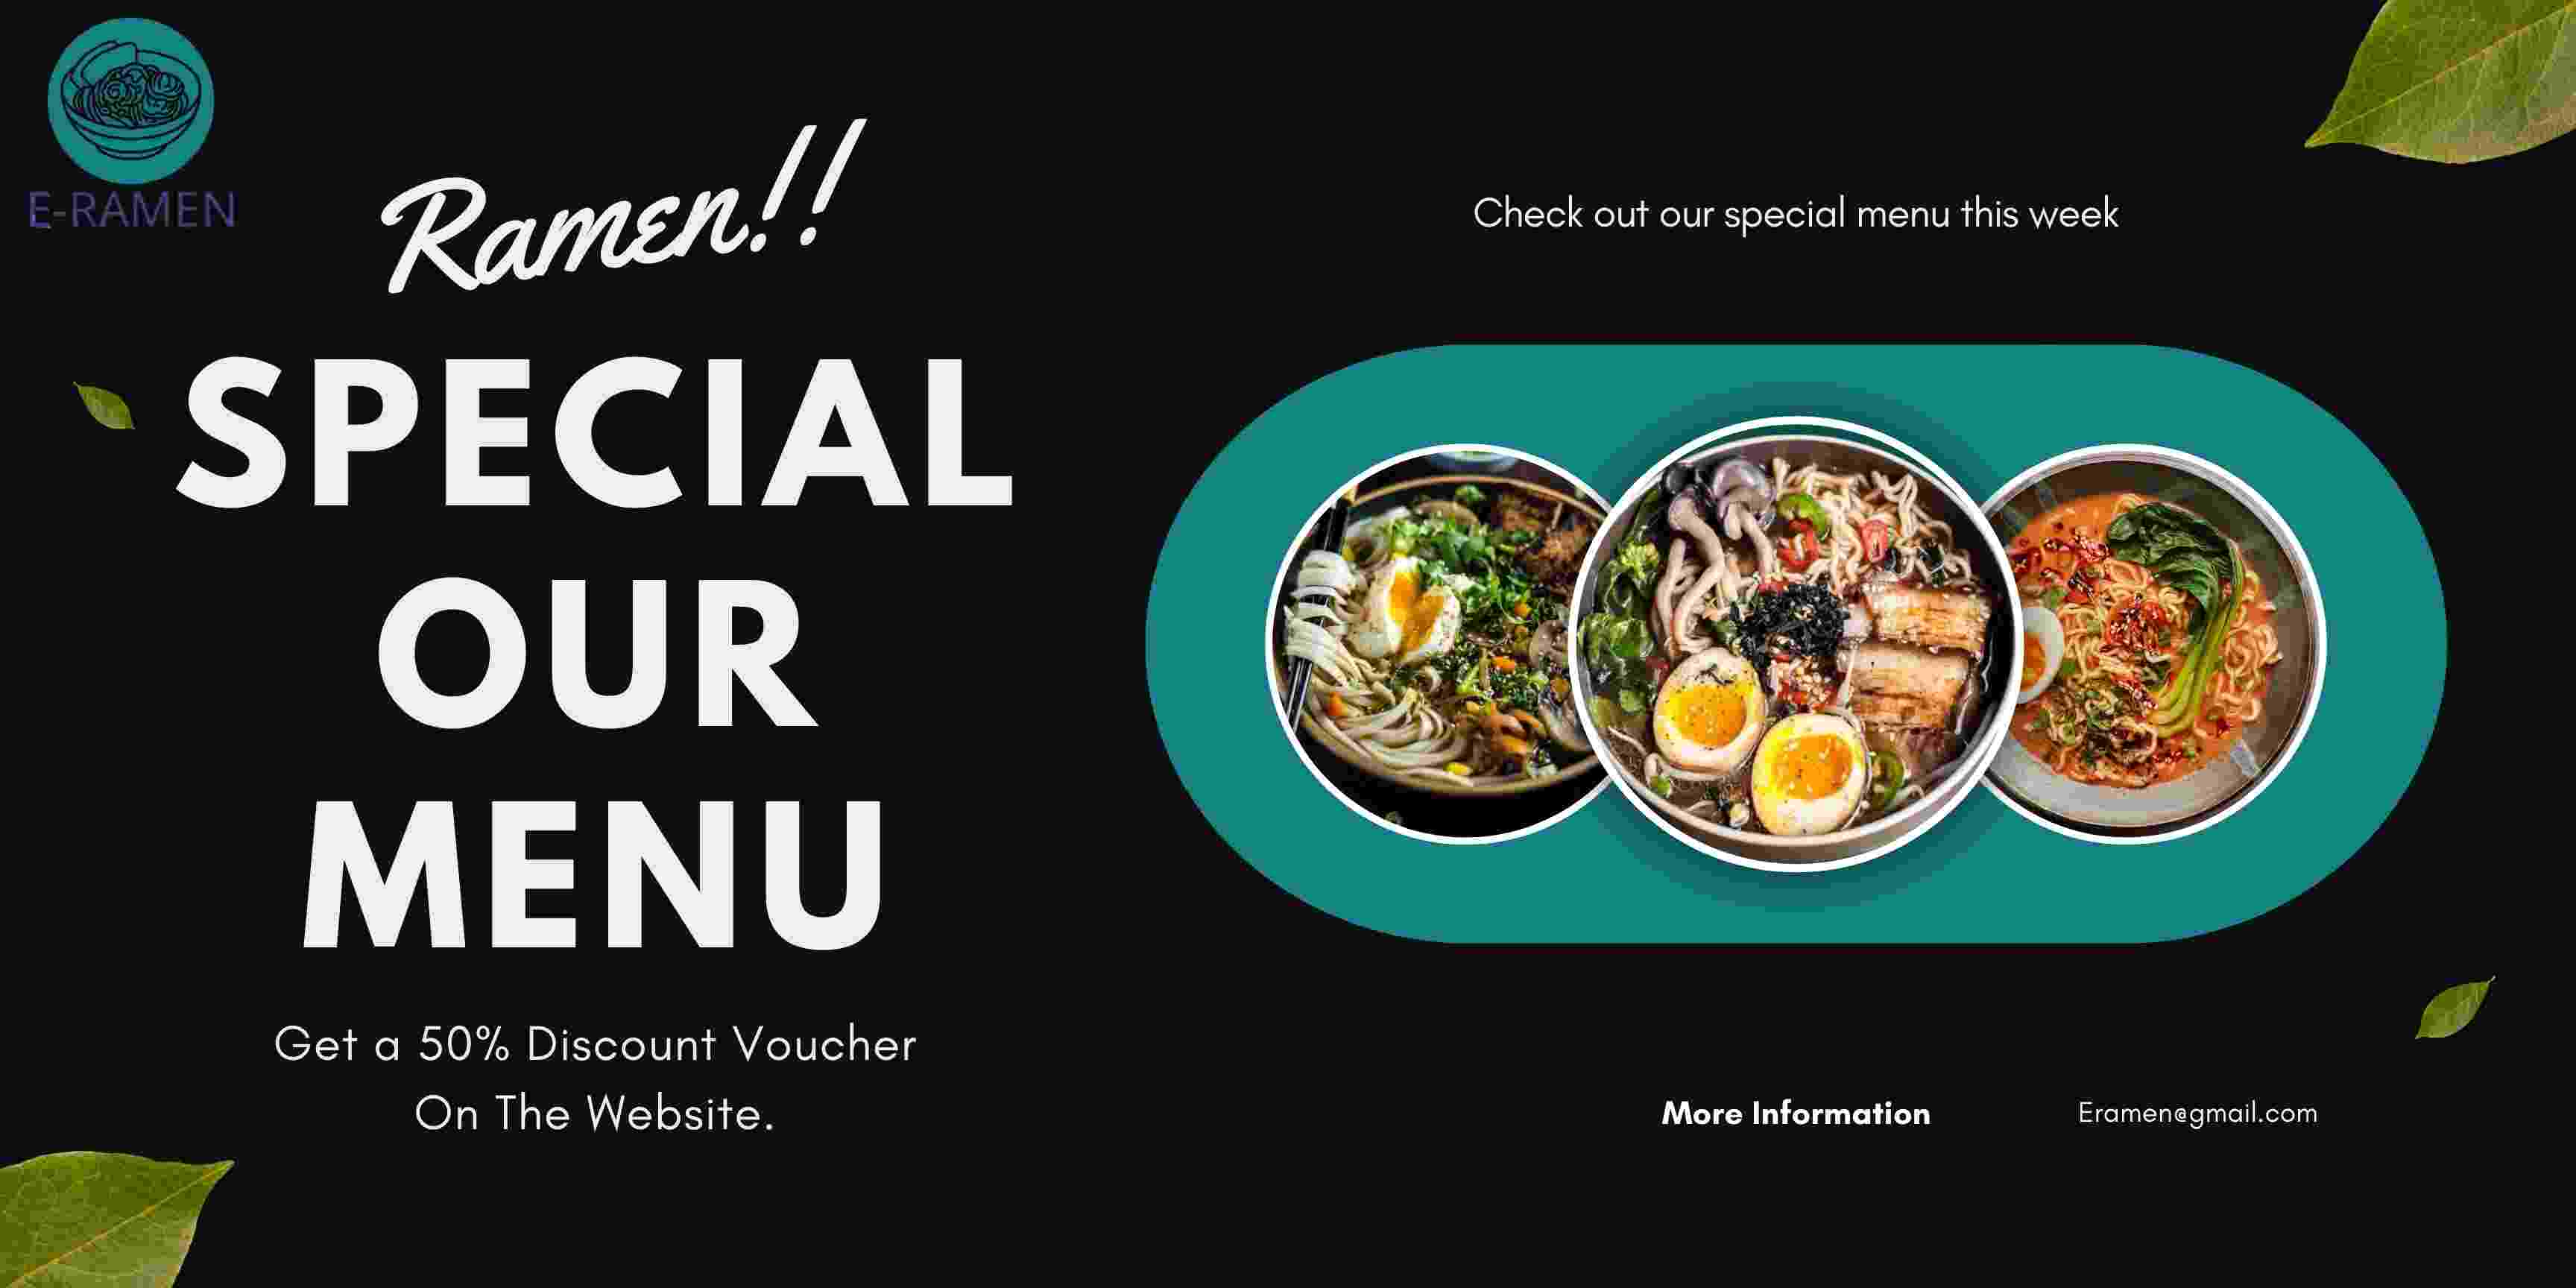 E-RAMEN
Ramen!!
SPECIAL
OUR
MENU
Get a 50% Discount Voucher
On The Website.
Check out our special menu this week
More Information
Eramen@gmail.com